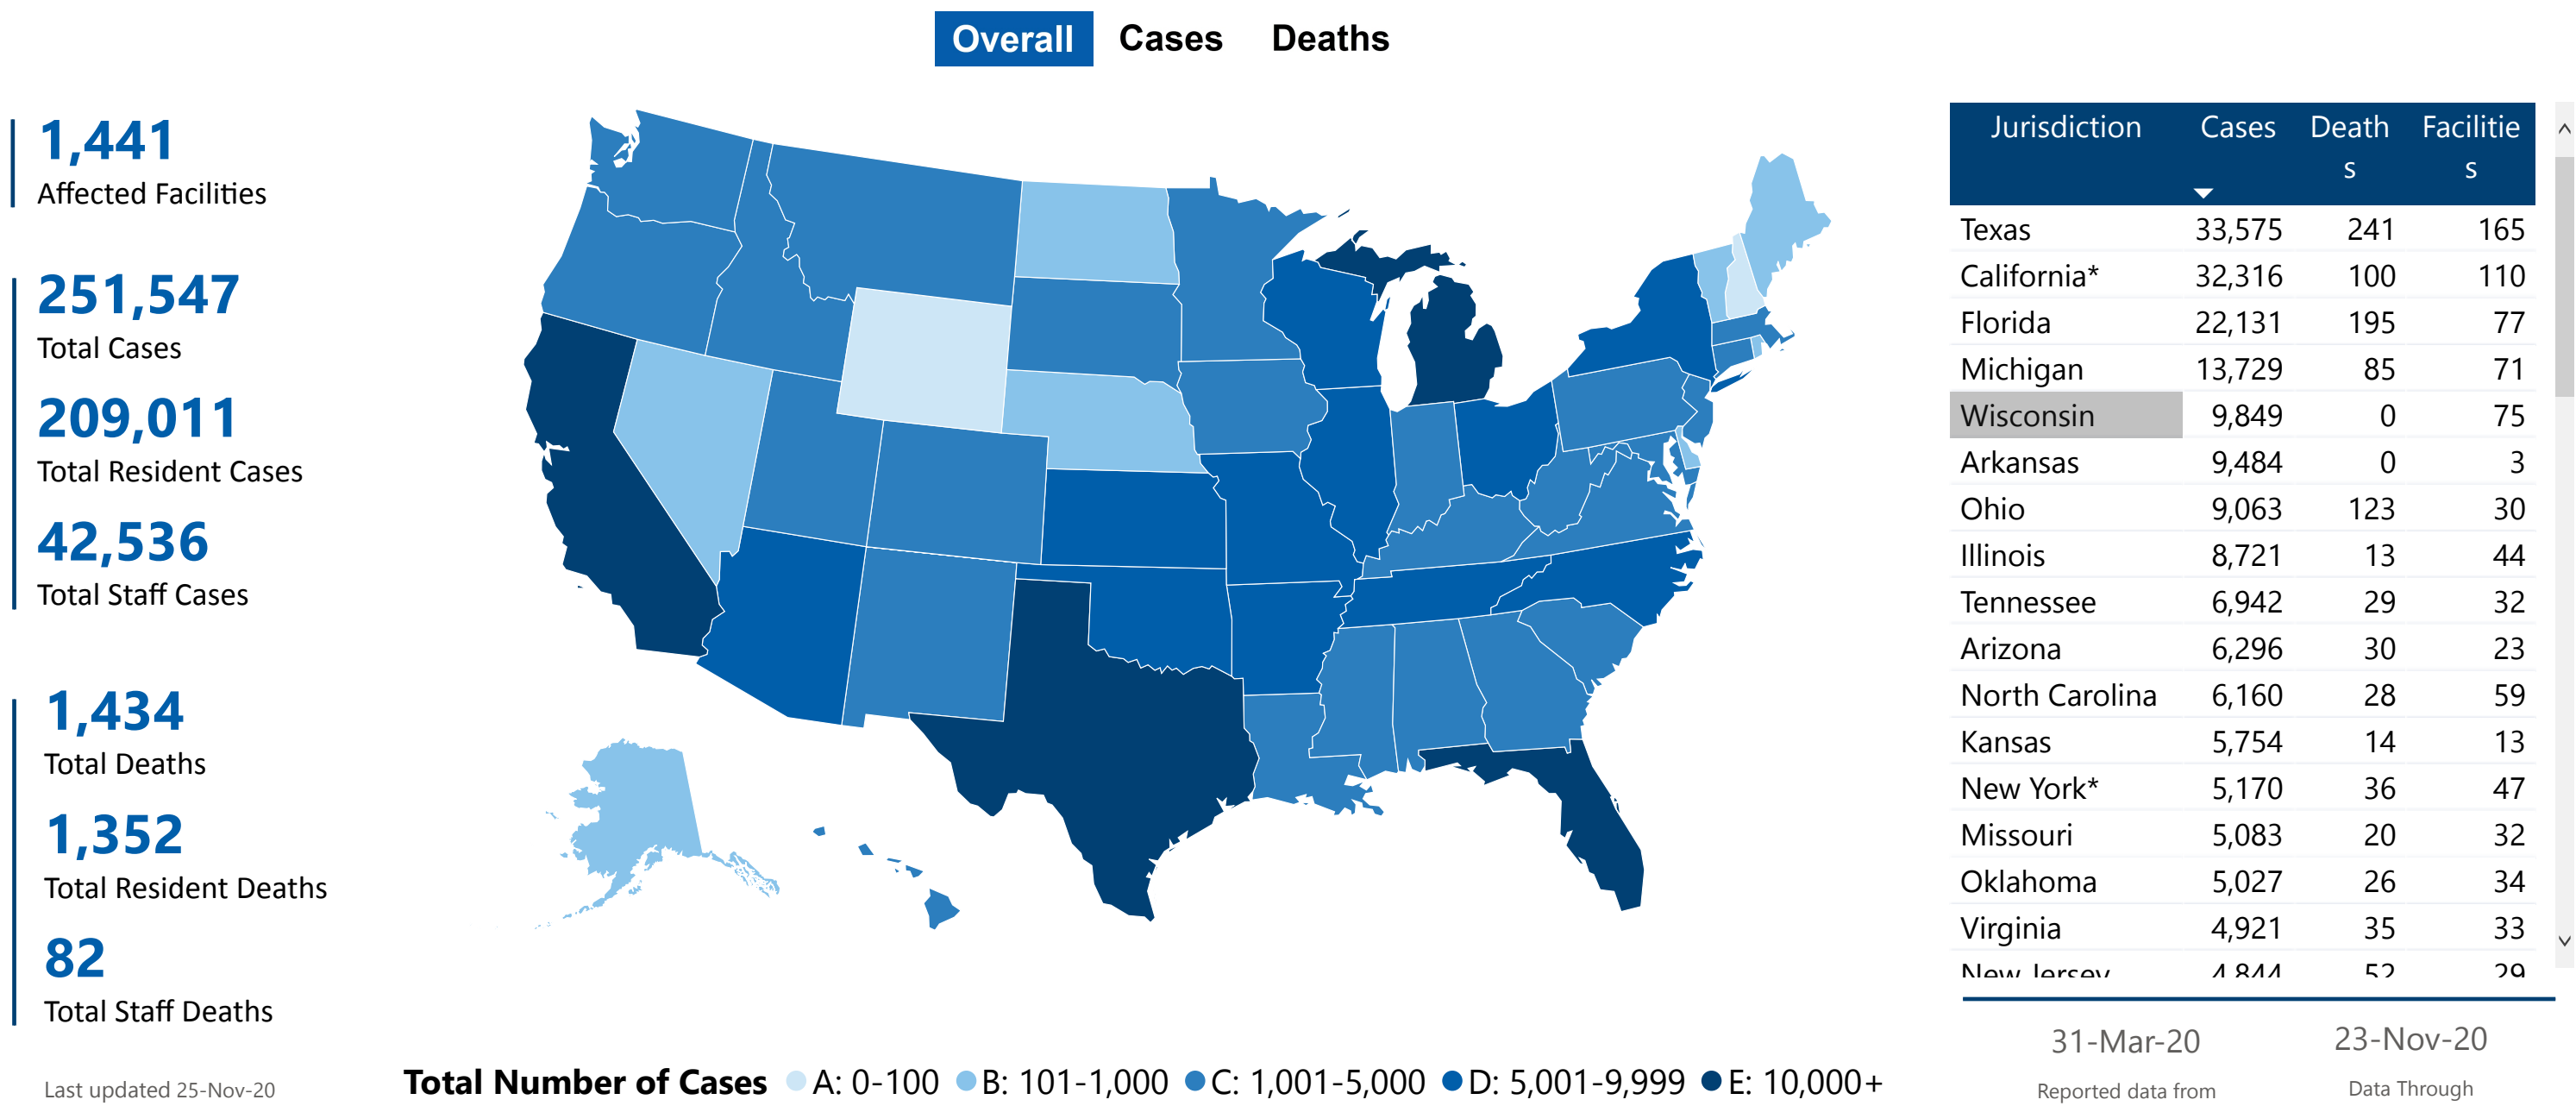 Overall Cases Deaths
1,441
Affected Facilities
251,547
Total Cases
209,011
Total Resident Cases
42,536
Total Staff Cases
1,434
Total Deaths
1,352
Total Resident Deaths
82
Total Staff Deaths
Last updated 25-Nov-20
Total Number of Cases A: 0-100 B: 101-1,000 C: 1,001-5,000 D: 5,001-9,999 E: 10,000+
Jurisdiction Cases Death Facilitie
s s
Texas 33,575 241 165
California* 32,316 100 110
Florida 22,131 195 77
Michigan 13,729 85 71
Wisconsin 9,849 0 75
Arkansas 9,484 0 3
Ohio 9,063 123 30
Illinois 8,721 13 44
Tennessee 6,942 29 32
Arizona 6,296 30 23
North Carolina 6,160 28 59
Kansas 5,754 14 13
New York* 5,170 36 47
Missouri 5,083 20 32
Oklahoma 5,027 26 34
Virginia 4,921 35 33
New Jersey 4,844 52 29
31-Mar-20 23-Nov-20
Reported data from Data Through